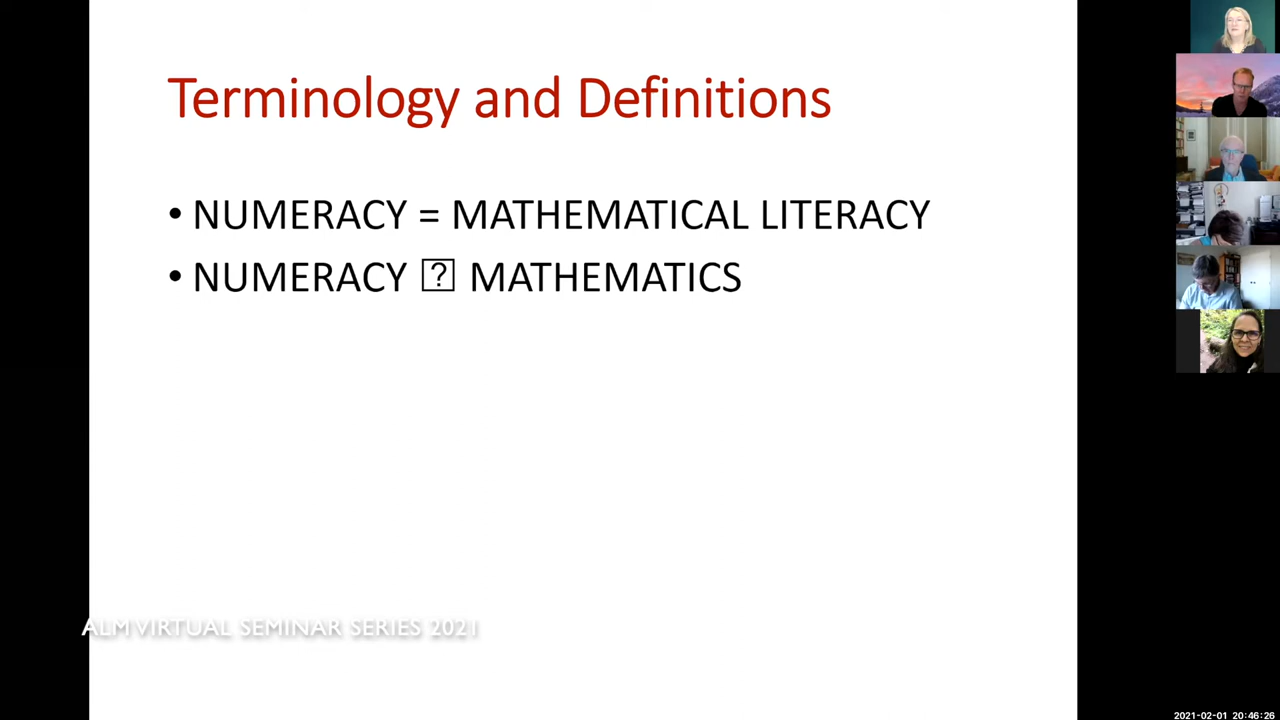 Terminology and Definitions
• NUMERACY = MATHEMATICAL LITERACY
• NUMERACY ⍰ MATHEMATICS
ALM VIRTUAL SEMINAR SERIES 2021
2021-02-01 20:46:26